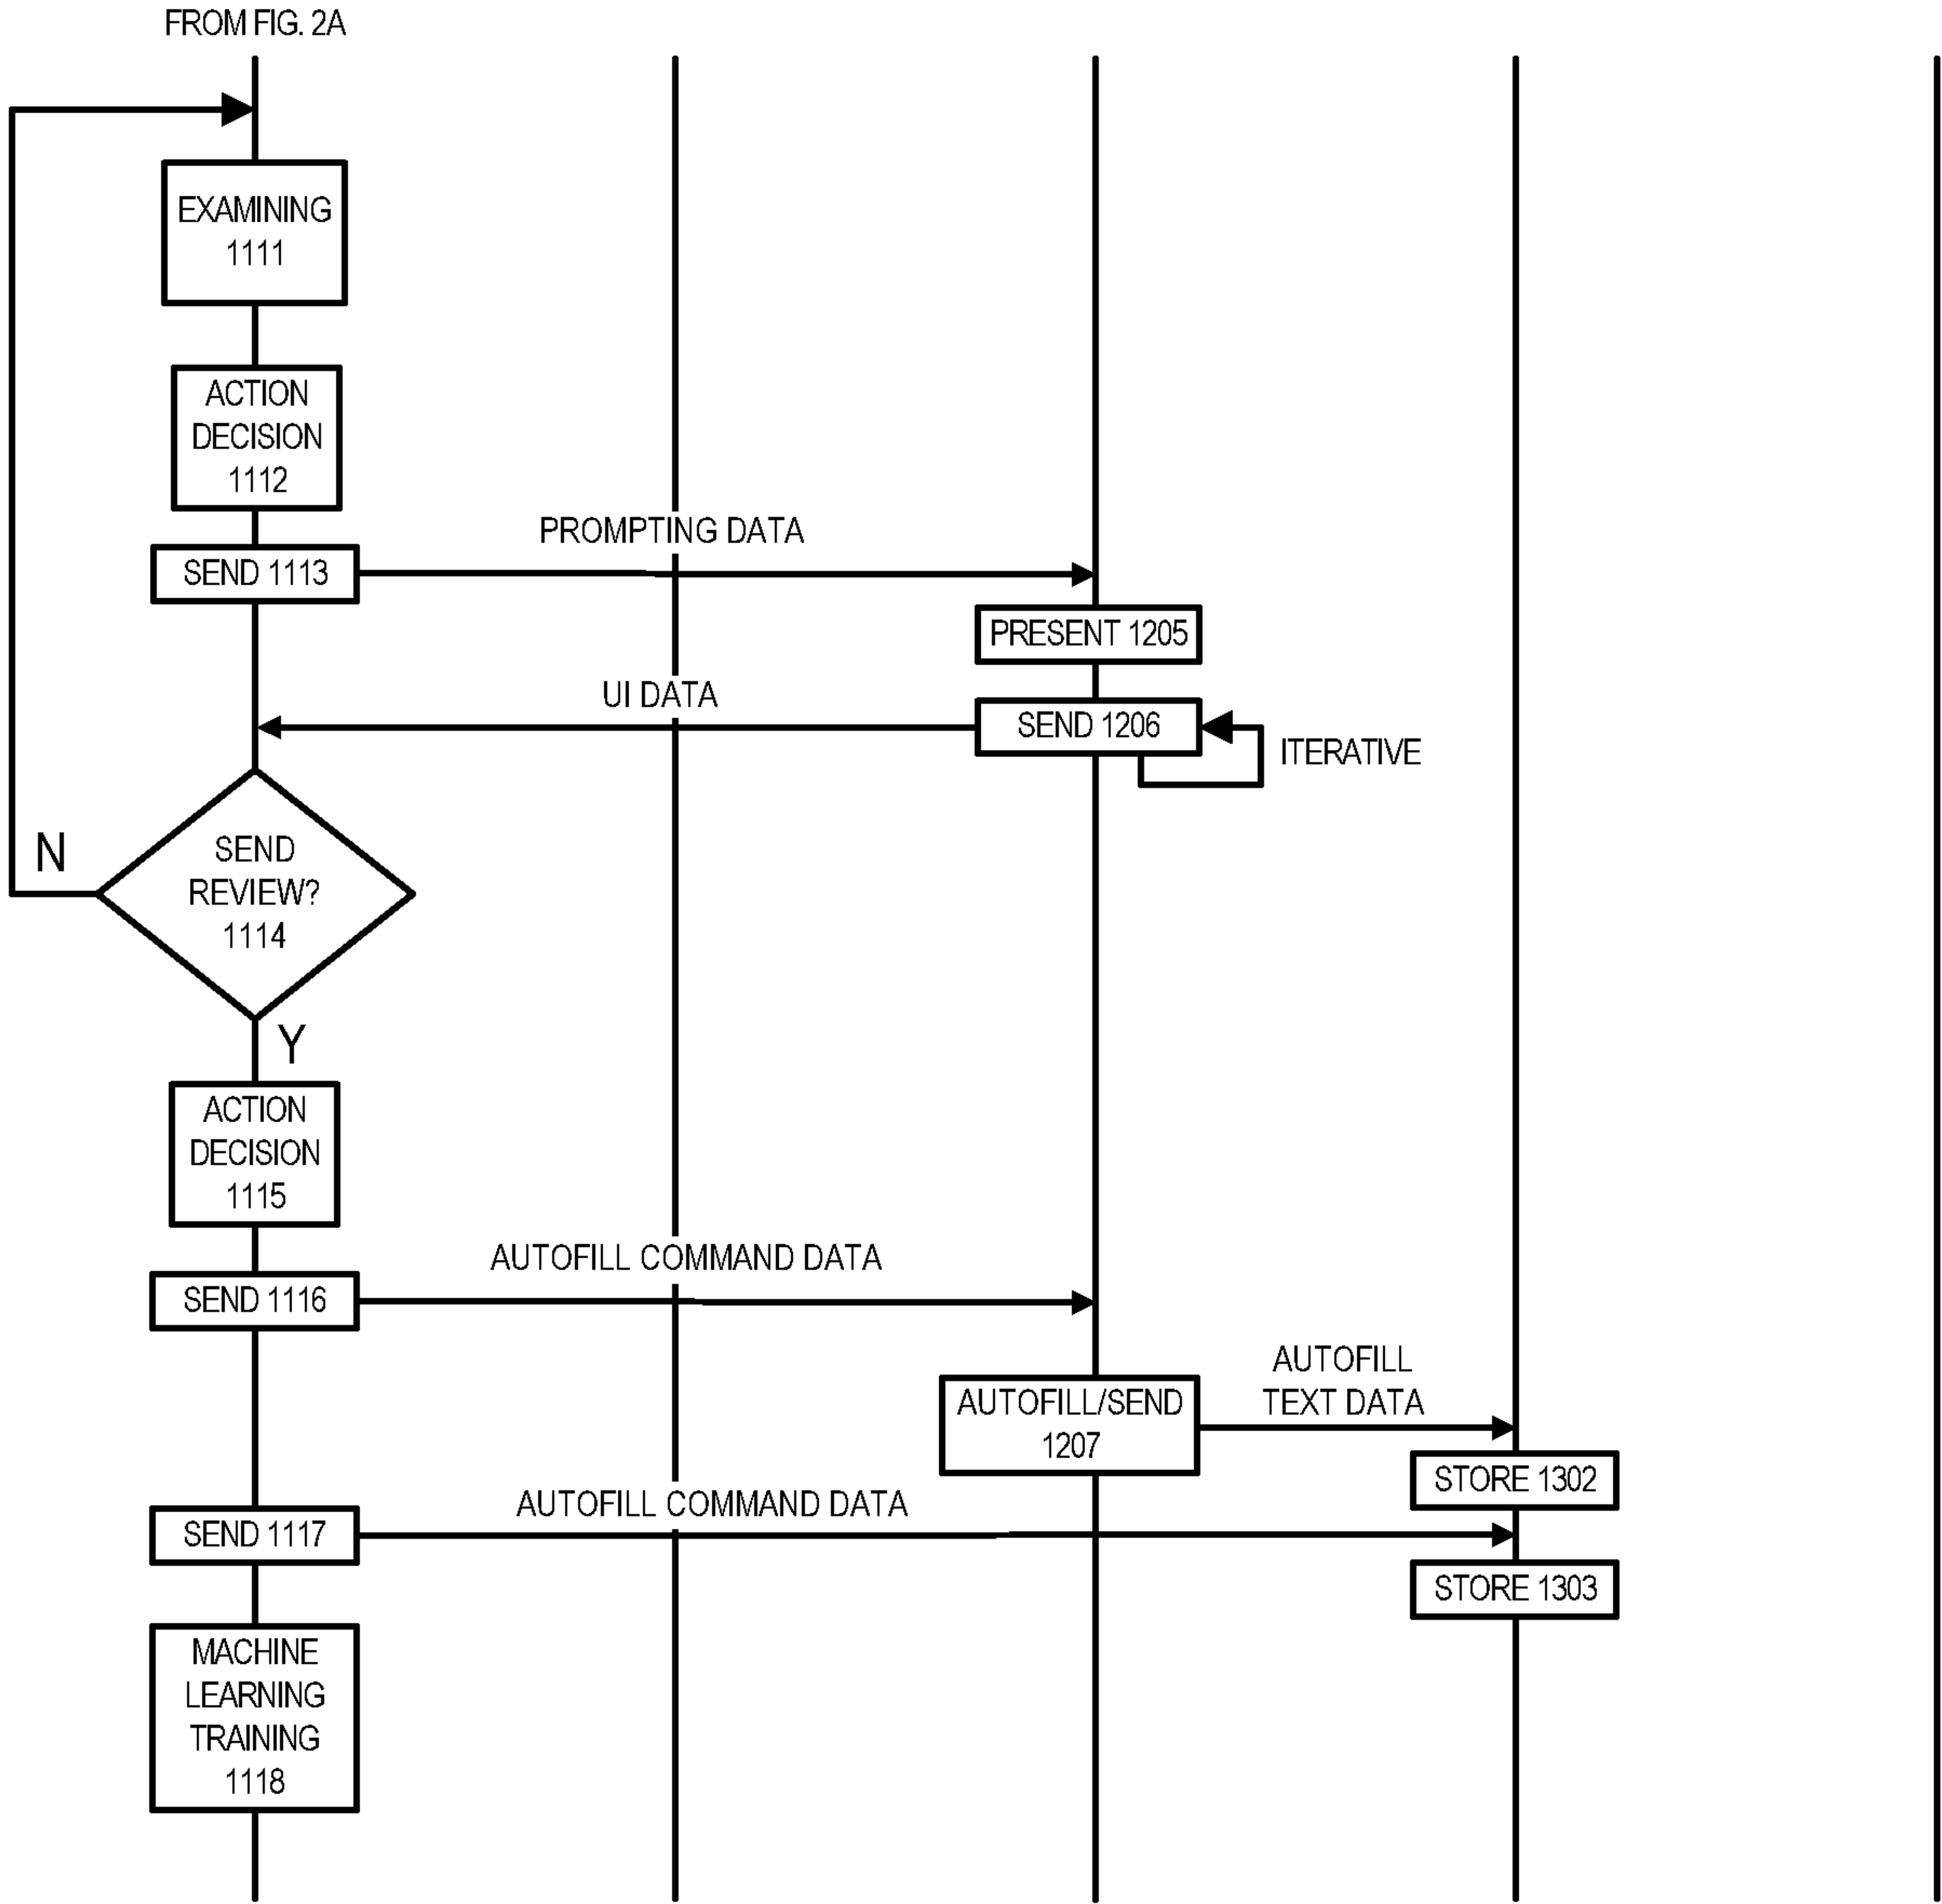 FROM FIG. 2A
EXAMINING
1111
ACTION
DECISION
1112
PROMPTING DATA
SEND 1113
PRESENT 1205
UI DATA
SEND 1206
ITERATIVE
N
SEND
REVIEW?
1114
Y
ACTION
DECISION
1115
AUTOFILL COMMAND DATA
SEND 1116
AUTOFILL
TEXT DATA
AUTOFILL/SEND
1207
STORE 1302
AUTOFILL COMMAND DATA
SEND 1117
STORE 1303
MACHINE
LEARNING
TRAINING
1118